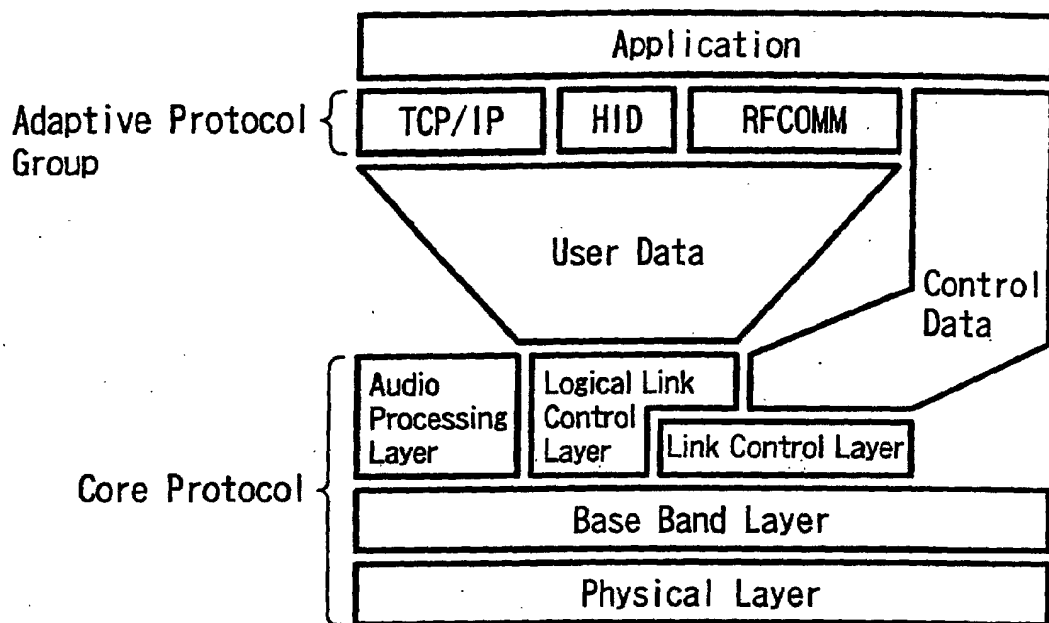 Application
Adaptive Protocol
Group
TCP/IP
HID
RFCOMM
User Data
Control
Data
Core Protocol
Audio
Processing
Layer
Logical Link
Control
Layer
Link Control Layer
Base Band Layer
Physical Layer